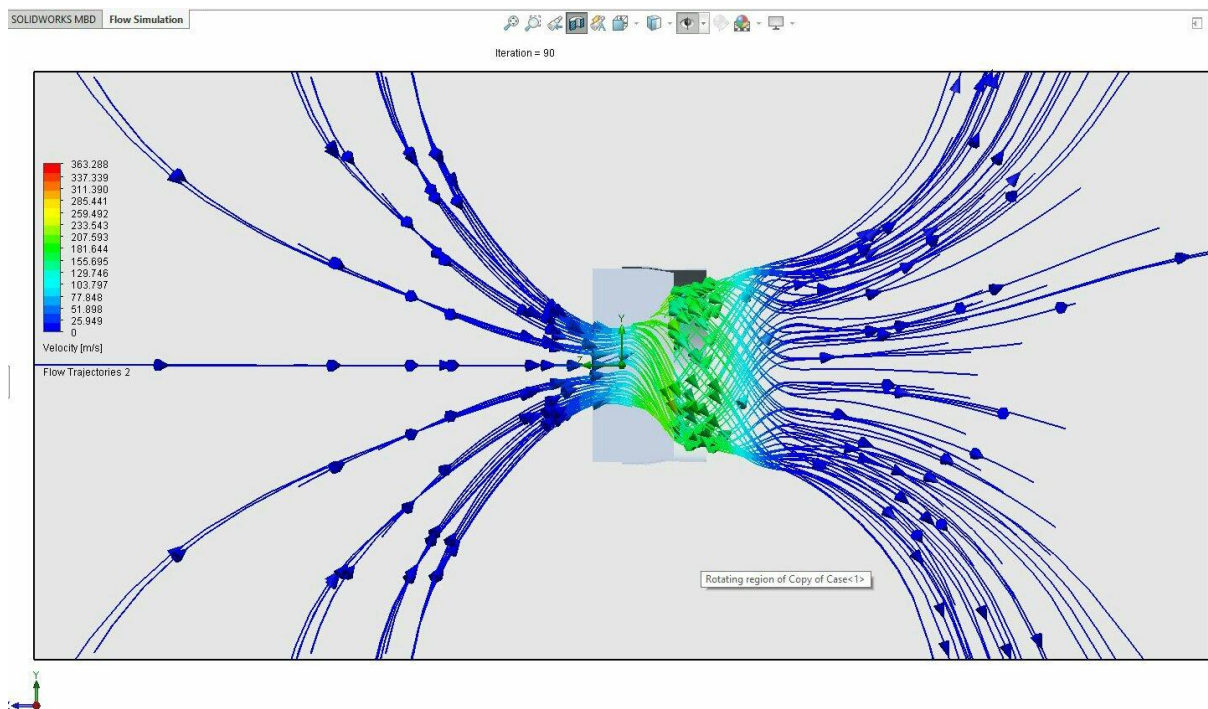 SOLIDWORKS MBD
Flow Simulation
Iteration = 90
363.288
337.339
311.390
285.441
259.492
233.543
207.593
181.644
155.695
129.746
103.797
77.848
51.898
25.949
0
Velocity [m/s]
Flow Trajectories 2
Y
Z
Rotating region of Copy of Case<1>
Y